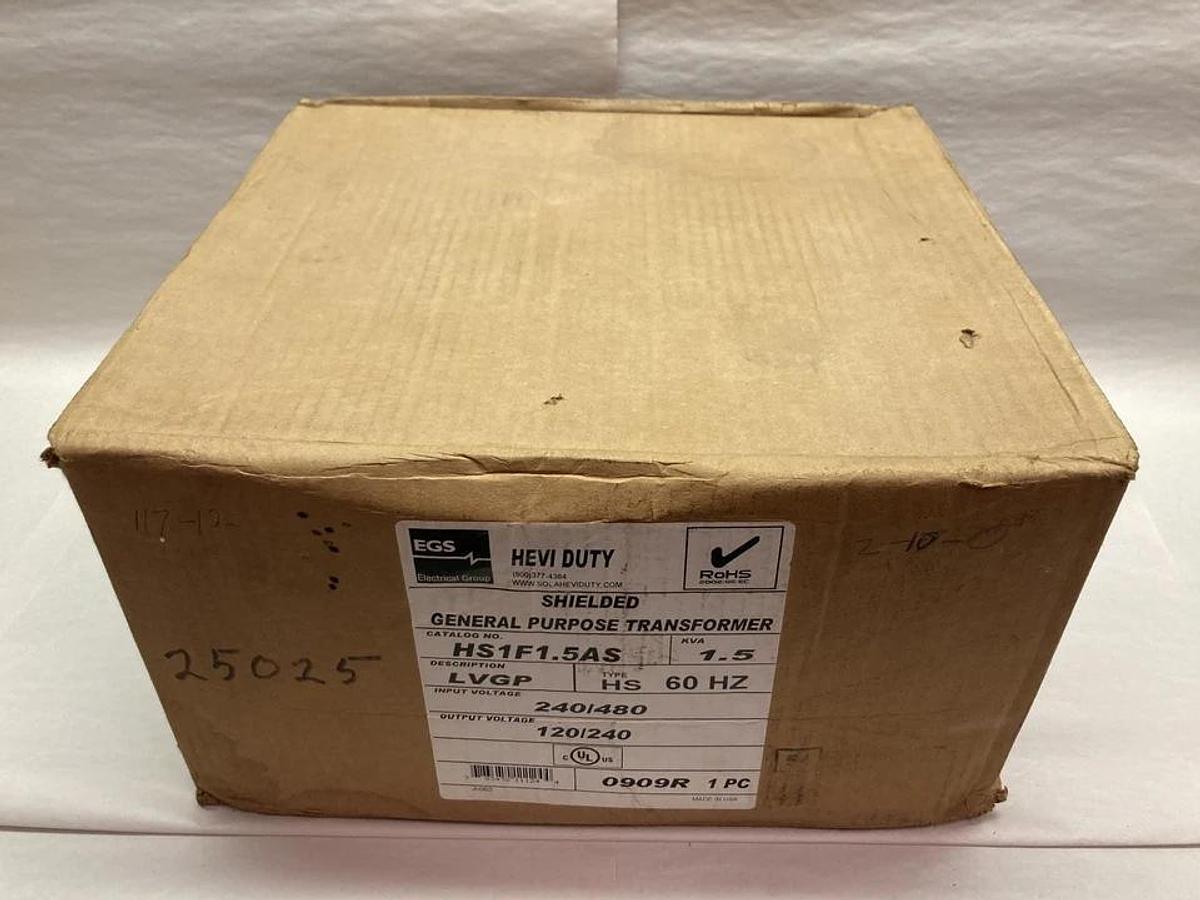 117-12-
EGS
Electrical Group
HEVI DUTY
(800)377-4384
WWW.SOLAHEVIDUTY.COM
RoHS
SHIELDED
GENERAL PURPOSE TRANSFORMER
CATALOG NO.
HS1F1.5AS
KVA
1.5
DESCRIPTION
LVGP
TYPE
HS 60 HZ
INPUT VOLTAGE
240/480
OUTPUT VOLTAGE
120/240
C UL US
0909R 1 PC
MADE IN USA
25025